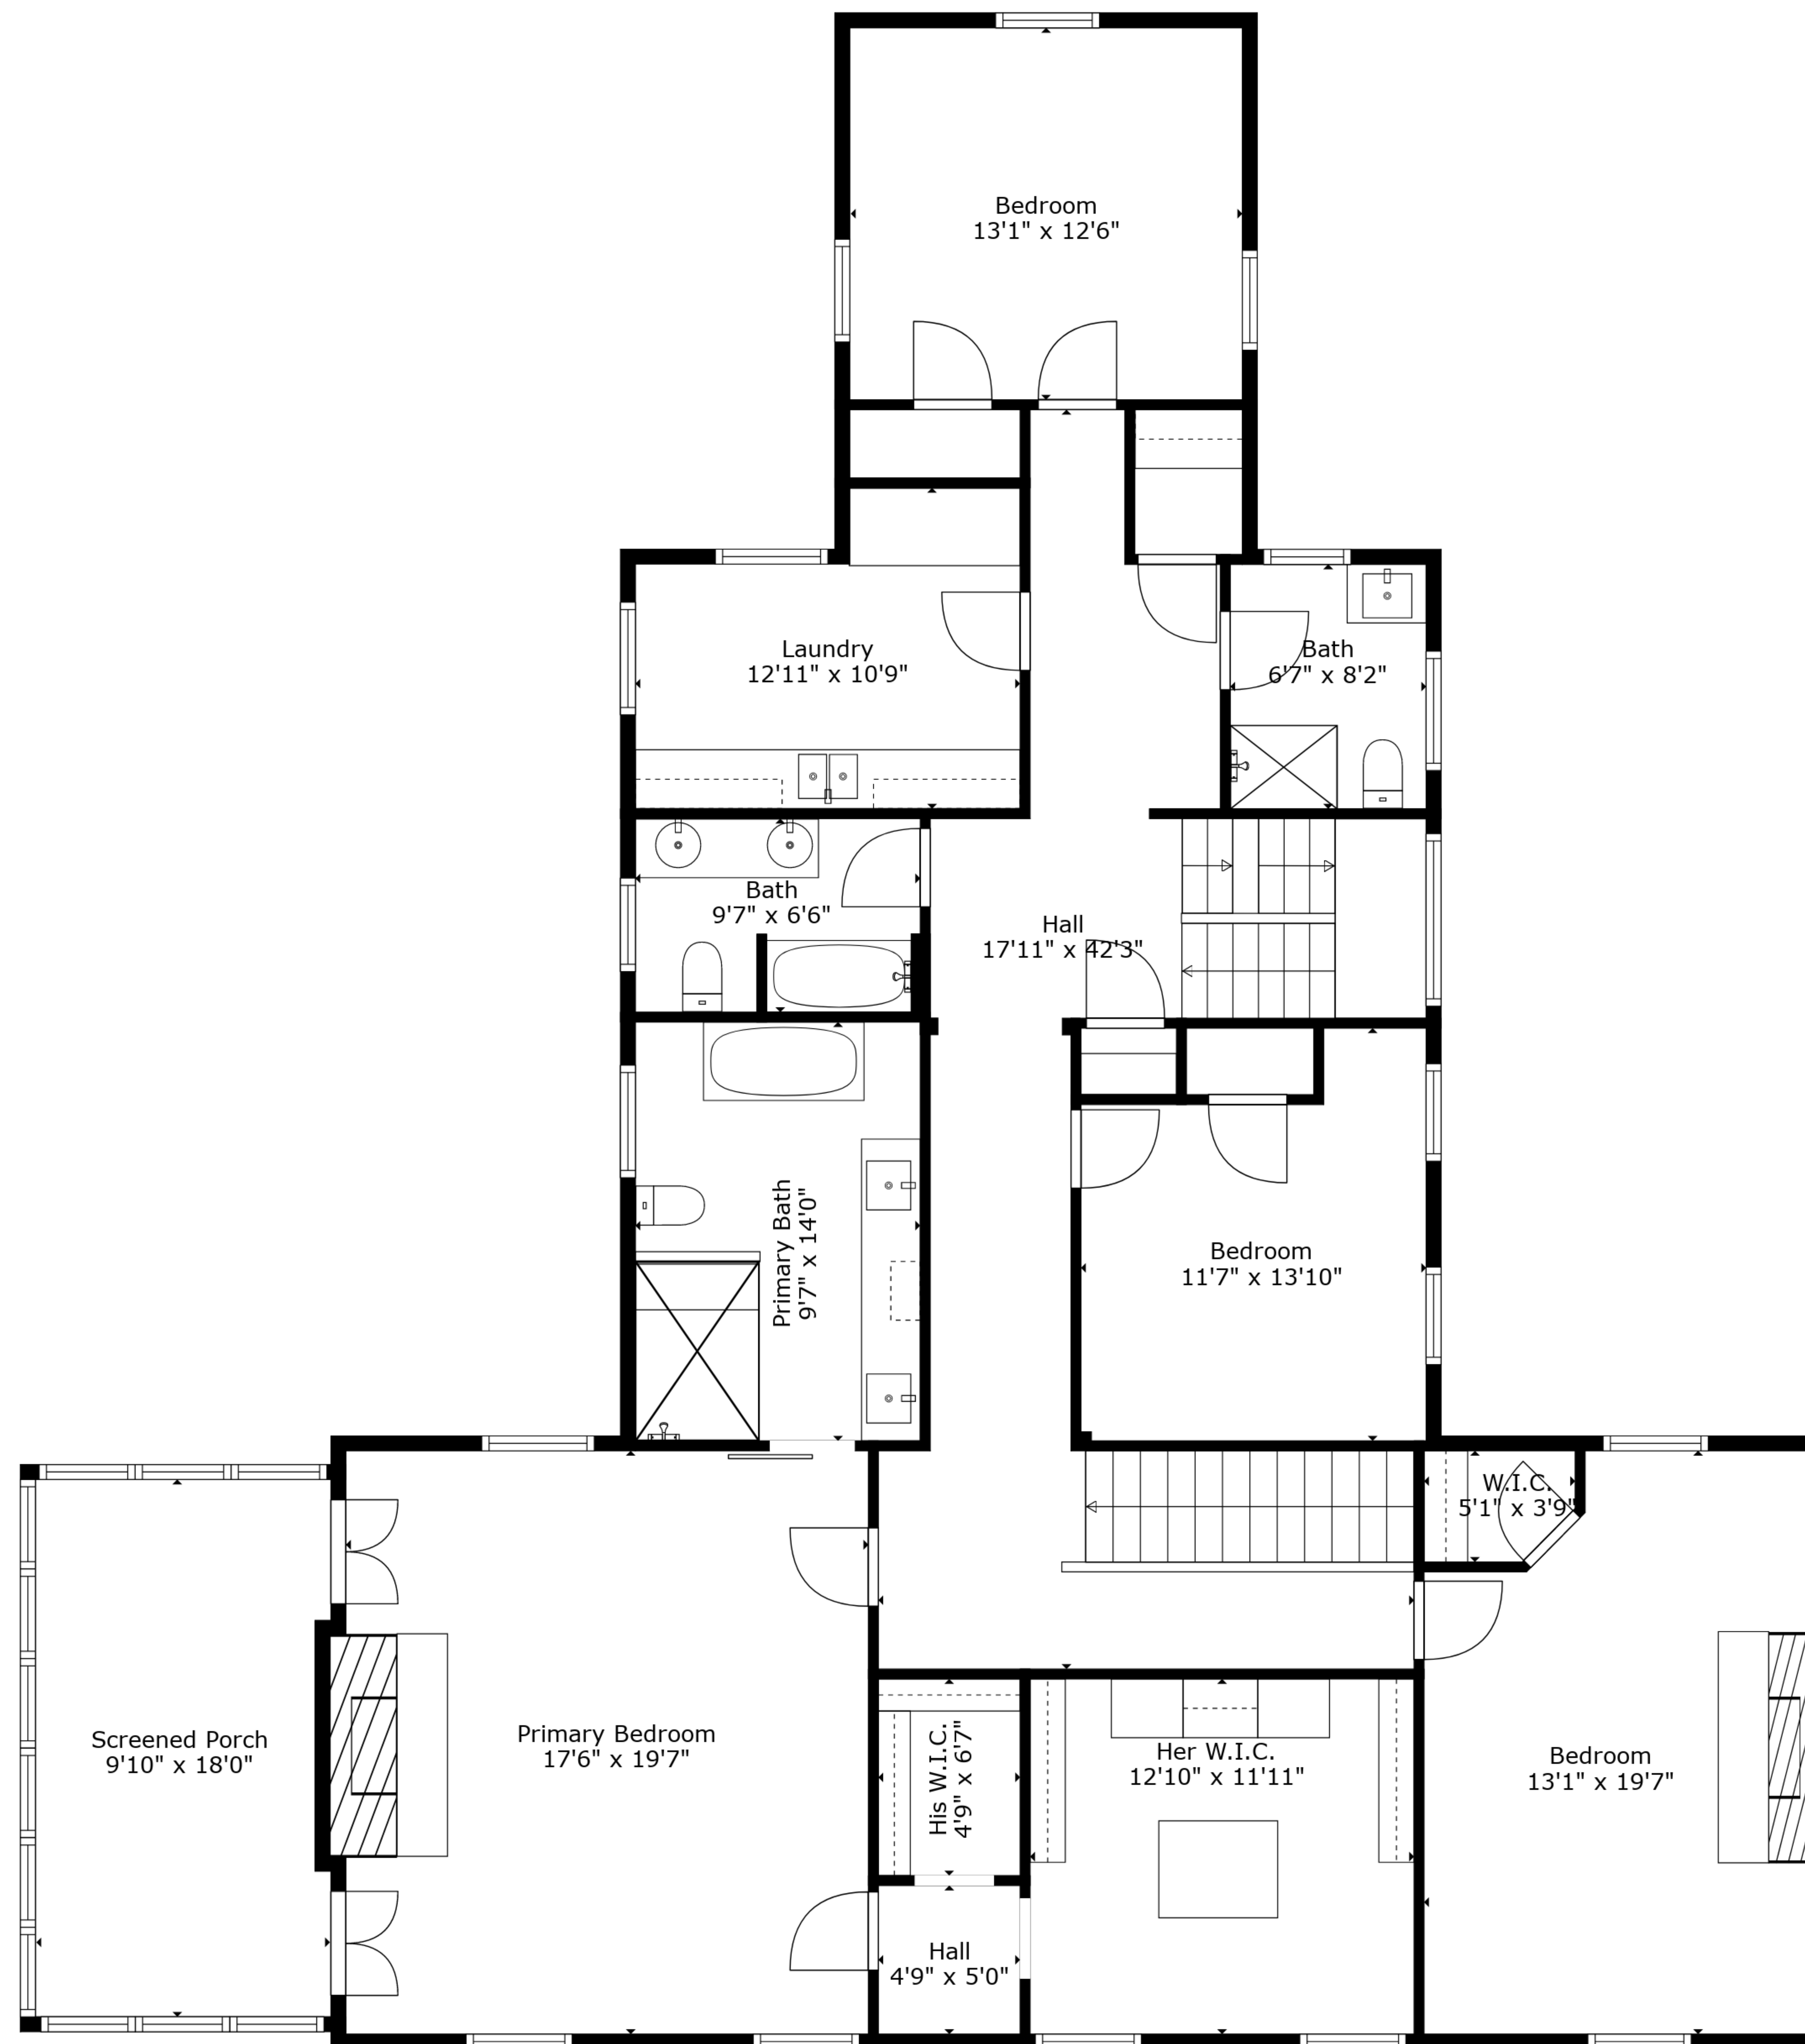 Bedroom
13'1" x 12'6"
Laundry
12'11" x 10'9"
Bath
6'7" x 8'2"
Bath
9'7" x 6'6"
Hall
17'11" x 42'3"
Primary Bath
9'7" x 14'0"
Bedroom
11'7" x 13'10"
W.I.C.
5'1" x 3'9"
Screened Porch
9'10" x 18'0"
Primary Bedroom
17'6" x 19'7"
His W.I.C.
4'9" x 6'7"
Her W.I.C.
12'10" x 11'11"
Bedroom
13'1" x 19'7"
Hall
4'9" x 5'0"